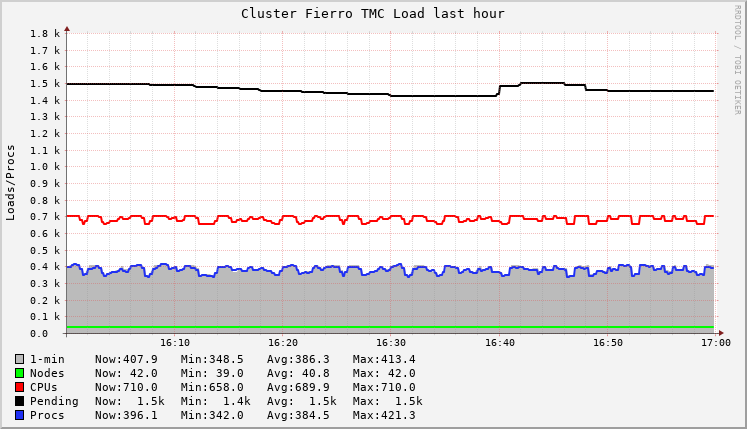 Cluster Fierro TMC Load last hour
RRDTOOL / TOBI OETIKER
Loads/Procs
1.8 k
1.7 k
1.6 k
1.5 k
1.4 k
1.3 k
1.2 k
1.1 k
1.0 k
0.9 k
0.8 k
0.7 k
0.6 k
0.5 k
0.4 k
0.3 k
0.2 k
0.1 k
0.0
16:10 16:20 16:30 16:40 16:50 17:00
1-min Now:407.9 Min:348.5 Avg:386.3 Max:413.4
Nodes Now: 42.0 Min: 39.0 Avg: 40.8 Max: 42.0
CPUs Now:710.0 Min:658.0 Avg:689.9 Max:710.0
Pending Now: 1.5k Min: 1.4k Avg: 1.5k Max: 1.5k
Procs Now:396.1 Min:342.0 Avg:384.5 Max:421.3